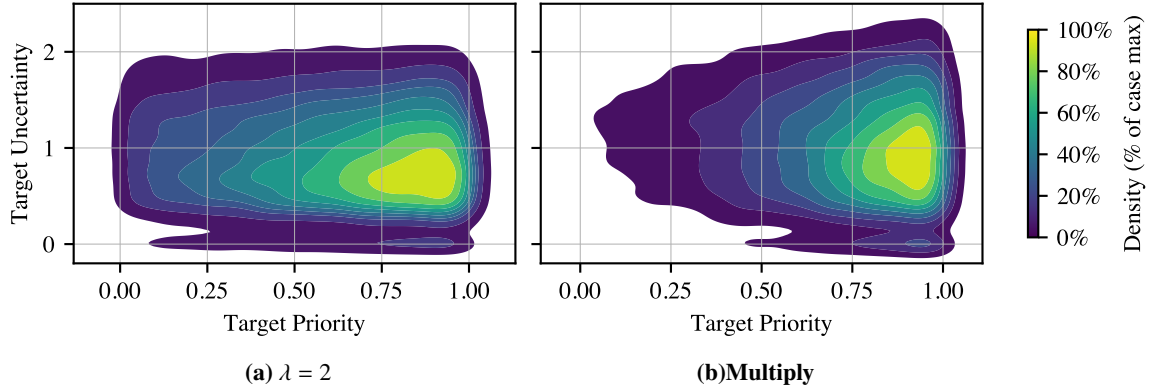 2
1
0
Target Uncertainty
0.00 0.25 0.50 0.75 1.00
Target Priority
(a) λ = 2
0.00 0.25 0.50 0.75 1.00
Target Priority
(b)Multiply
100%
80%
60%
40%
20%
0%
Density (% of case max)